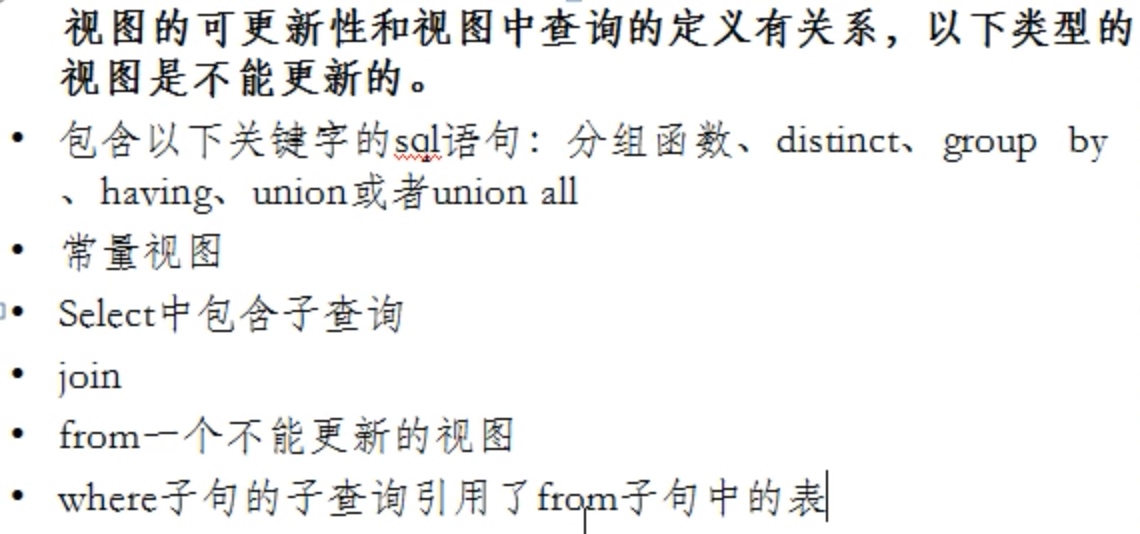 视图的可更新性和视图中查询的定义有关系，以下类型的
视图是不能更新的。
• 包含以下关键字的sql语句：分组函数、distinct、group by
、having、union或者union all
• 常量视图
• Select中包含子查询
• join
• from一个不能更新的视图
• where子句的子查询引用了from子句中的表